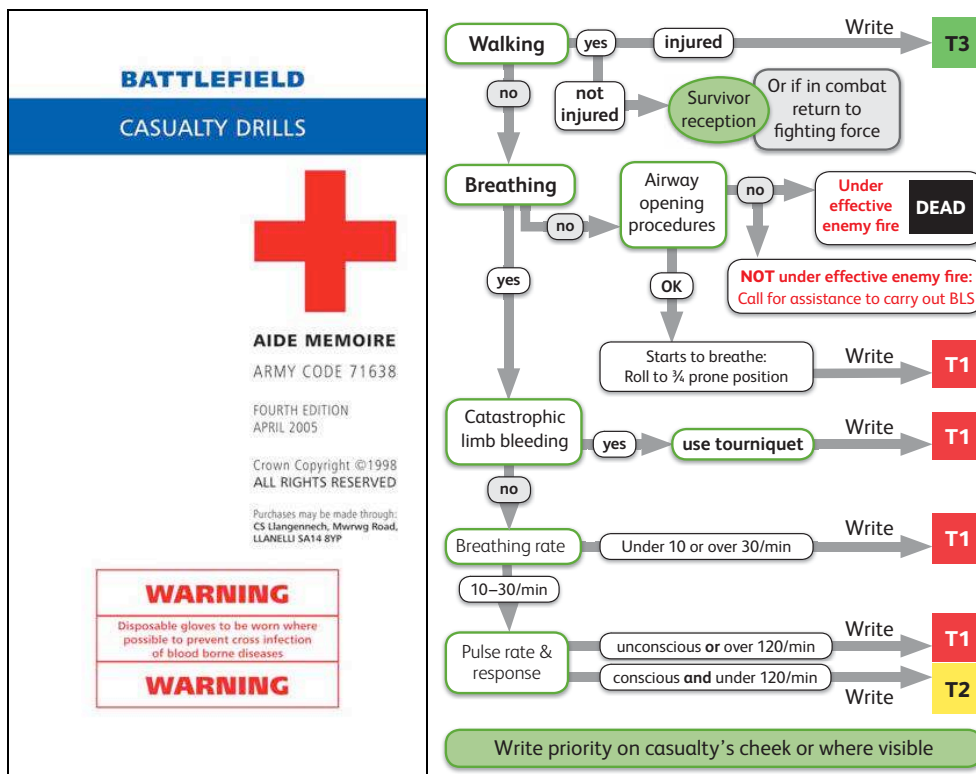 BATTLEFIELD
CASUALTY DRILLS
AIDE MEMOIRE
ARMY CODE 71638
FOURTH EDITION
APRIL 2005
Crown Copyright ©1998
ALL RIGHTS RESERVED
Purchases may be made through:
CS Llangennech, Mwrwg Road,
LLANELLI SA14 8YP
WARNING
Disposable gloves to be worn where
possible to prevent cross infection
of blood borne diseases
WARNING
Walking
yes
injured
Write
T3
no
not
injured
Survivor
reception
Or if in combat
return to
fighting force
Breathing
no
Airway
opening
procedures
no
Under
effective
enemy fire
DEAD
NOT under effective enemy fire:
Call for assistance to carry out BLS
yes
OK
Starts to breathe:
Roll to ¾ prone position
Write
T1
Catastrophic
limb bleeding
yes
use tourniquet
Write
T1
no
Breathing rate
Under 10 or over 30/min
Write
T1
10–30/min
Pulse rate &
response
unconscious or over 120/min
Write
T1
conscious and under 120/min
Write
T2
Write priority on casualty's cheek or where visible